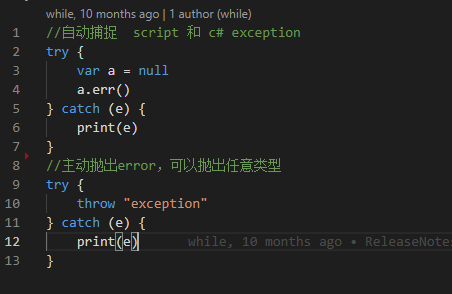 while, 10 months ago | 1 author (while)
1 //自动捕捉  script 和 c# exception
2 try {
3     var a = null
4     a.err()
5 } catch (e) {
6     print(e)
7 }
8 //主动抛出error，可以抛出任意类型
9 try {
10     throw "exception"
11 } catch (e) {
12     print(e)     while, 10 months ago • ReleaseNote
13 }